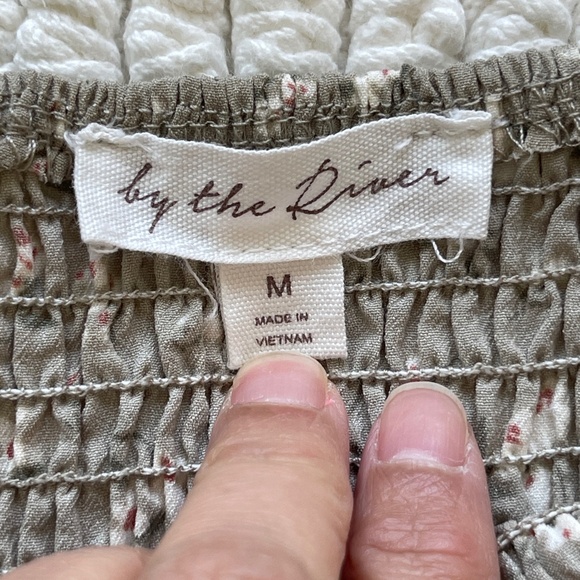 by the River
M
MADE IN
VIETNAM